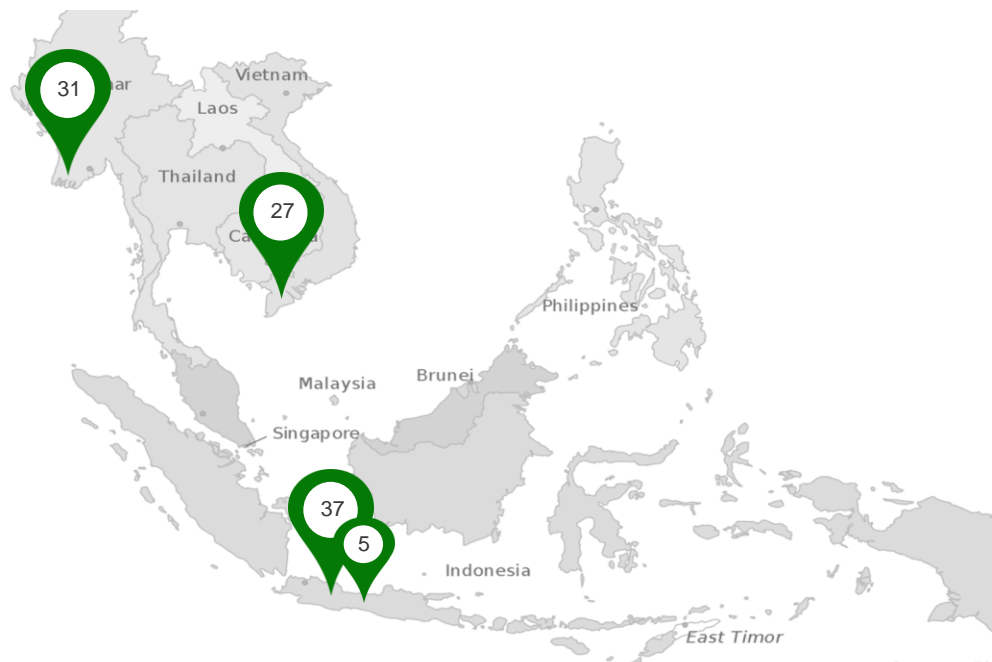 31
Vietnam
Laos
Thailand
27
Philippines
Malaysia
Brunei
Singapore
37
5
Indonesia
East Timor